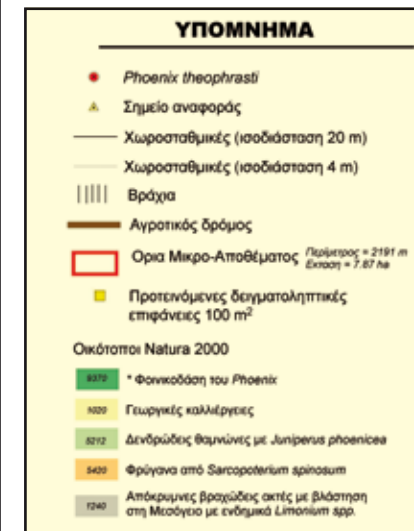 ΥΠΟΜΝΗΜΑ
Phoenix theophrasti
Σημείο αναφοράς
Χωροσταθμικές (ισοδιάσταση 20 m)
Χωροσταθμικές (ισοδιάσταση 4 m)
Βράχια
Αγροτικός δρόμος
Ορια Μικρο-Αποθέματος Περίμετρος = 2191 m
Εκταση = 7.87 ha
Προτεινόμενες δειγματοληπτικές
επιφάνειες 100 m²
Οικότοποι Natura 2000
9370 * Φοινικοδάση του Phoenix
1020 Γεωργικές καλλιέργειες
5212 Δενδρώδεις θαμνώνες με Juniperus phoenicea
5420 Φρύγανα από Sarcopoterium spinosum
1240 Απόκρυμνες βραχώδεις ακτές με βλάστηση
στη Μεσόγειο με ενδημικά Limonium spp.